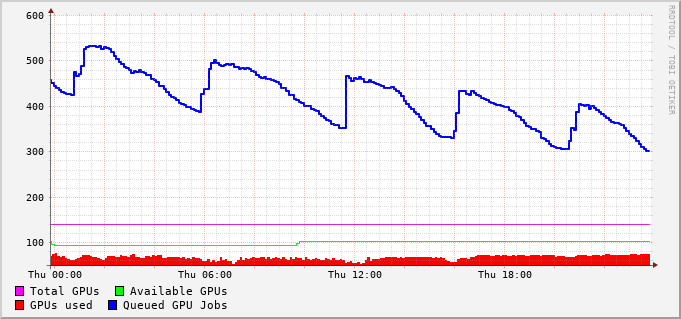 600
500
400
300
200
100
Thu 00:00 Thu 06:00 Thu 12:00 Thu 18:00
Total GPUs Available GPUs
GPUs used Queued GPU Jobs
RRDTOOL / TOBI OETIKER